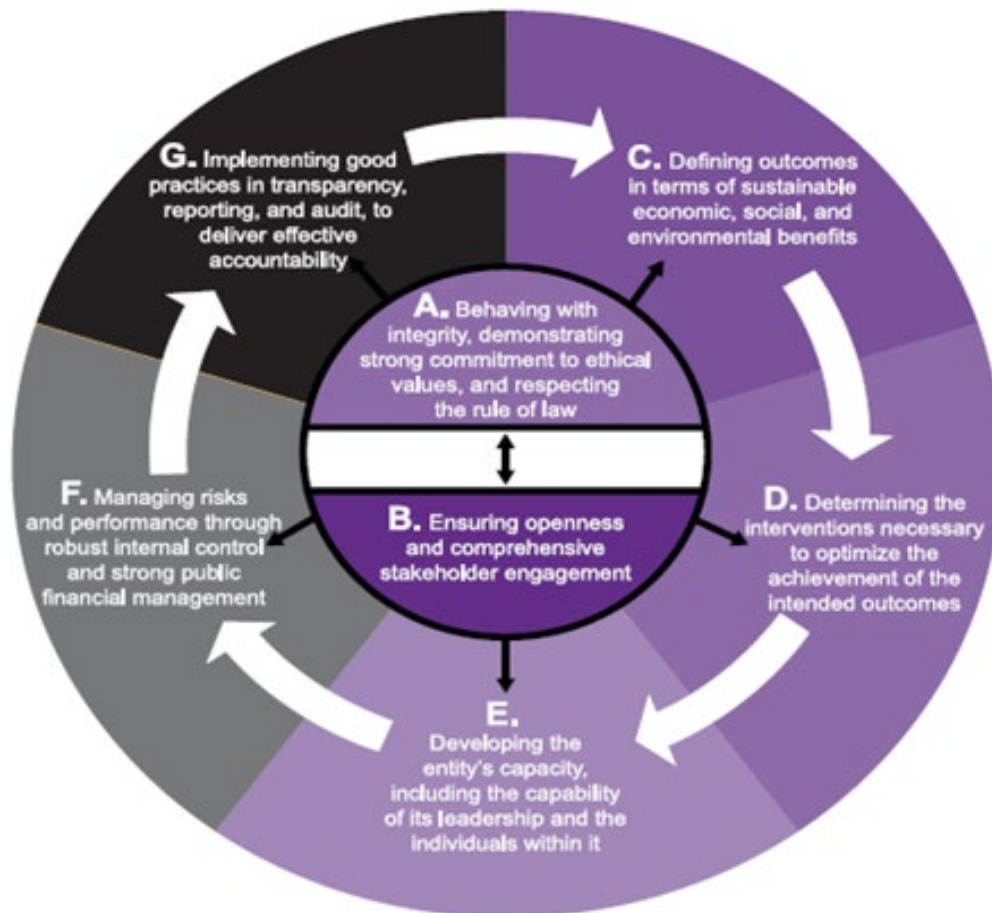 A. Behaving with
integrity, demonstrating
strong commitment to ethical
values, and respecting
the rule of law
B. Ensuring openness
and comprehensive
stakeholder engagement
C. Defining outcomes
in terms of sustainable
economic, social, and
environmental benefits
D. Determining the
interventions necessary
to optimize the
achievement of the
intended outcomes
E.
Developing the
entity's capacity,
including the capability
of its leadership and the
individuals within it
F. Managing risks
and performance through
robust internal control
and strong public
financial management
G. Implementing good
practices in transparency,
reporting, and audit, to
deliver effective
accountability